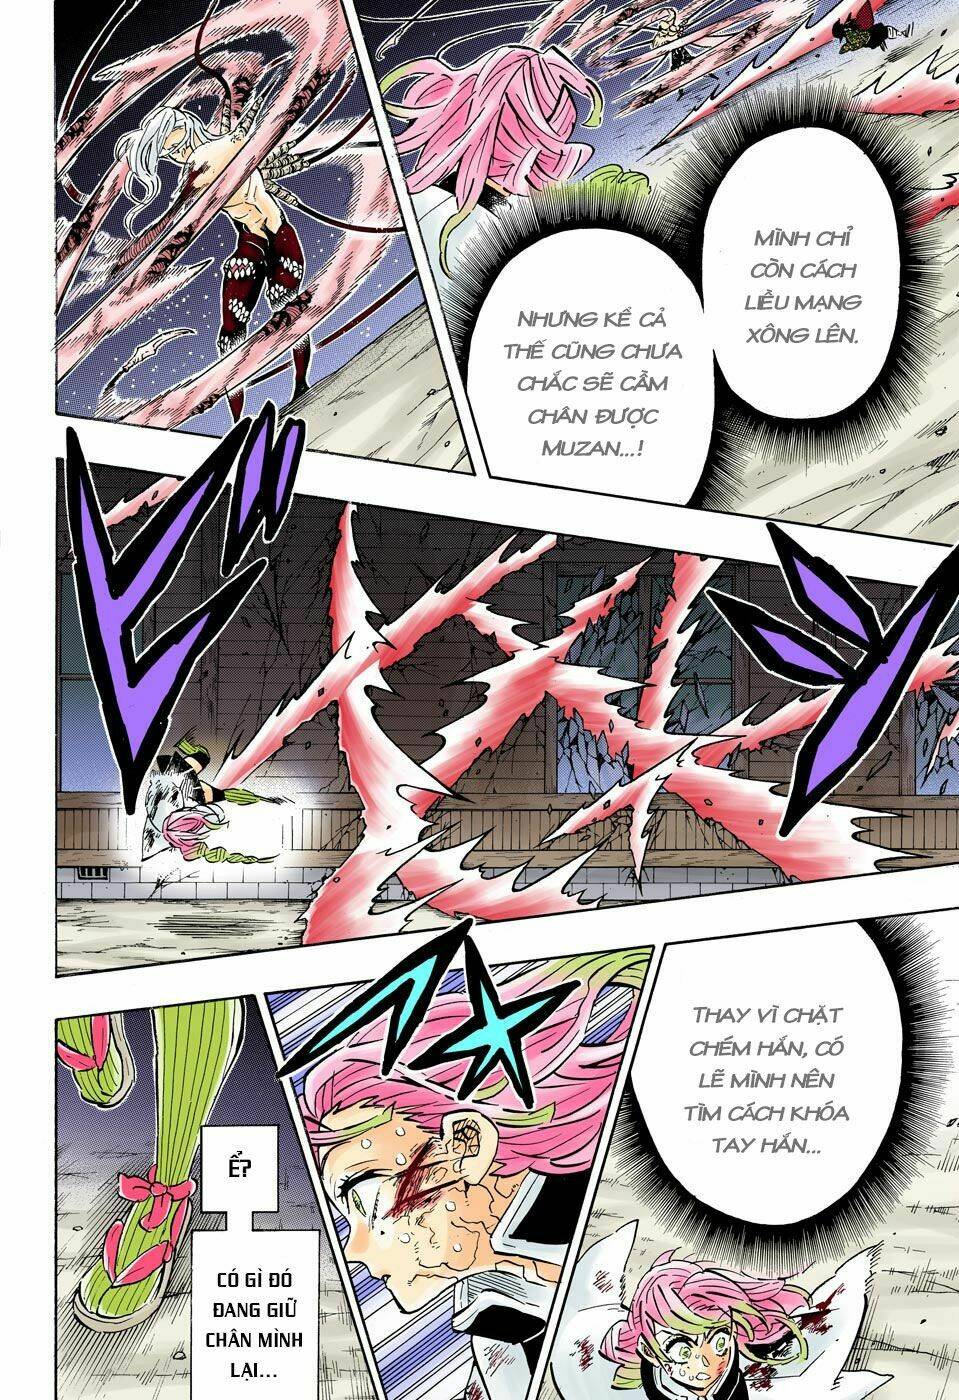 MÌNH CHỈ
CÒN CÁCH
LIỀU MẠNG
XÔNG LÊN.
NHƯNG KỂ CẢ
THẾ CŨNG CHƯA
CHẮC SẼ CẦM
CHÂN ĐƯỢC
MUZAN...!
ビッ
THAY VÌ CHẶT
CHÉM HẮN, CÓ
LẼ MÌNH NÊN
TÌM CÁCH KHÓA
TAY HẮN...
Ể?
CÓ GÌ ĐÓ
ĐANG GIỮ
CHÂN MÌNH
LẠI...